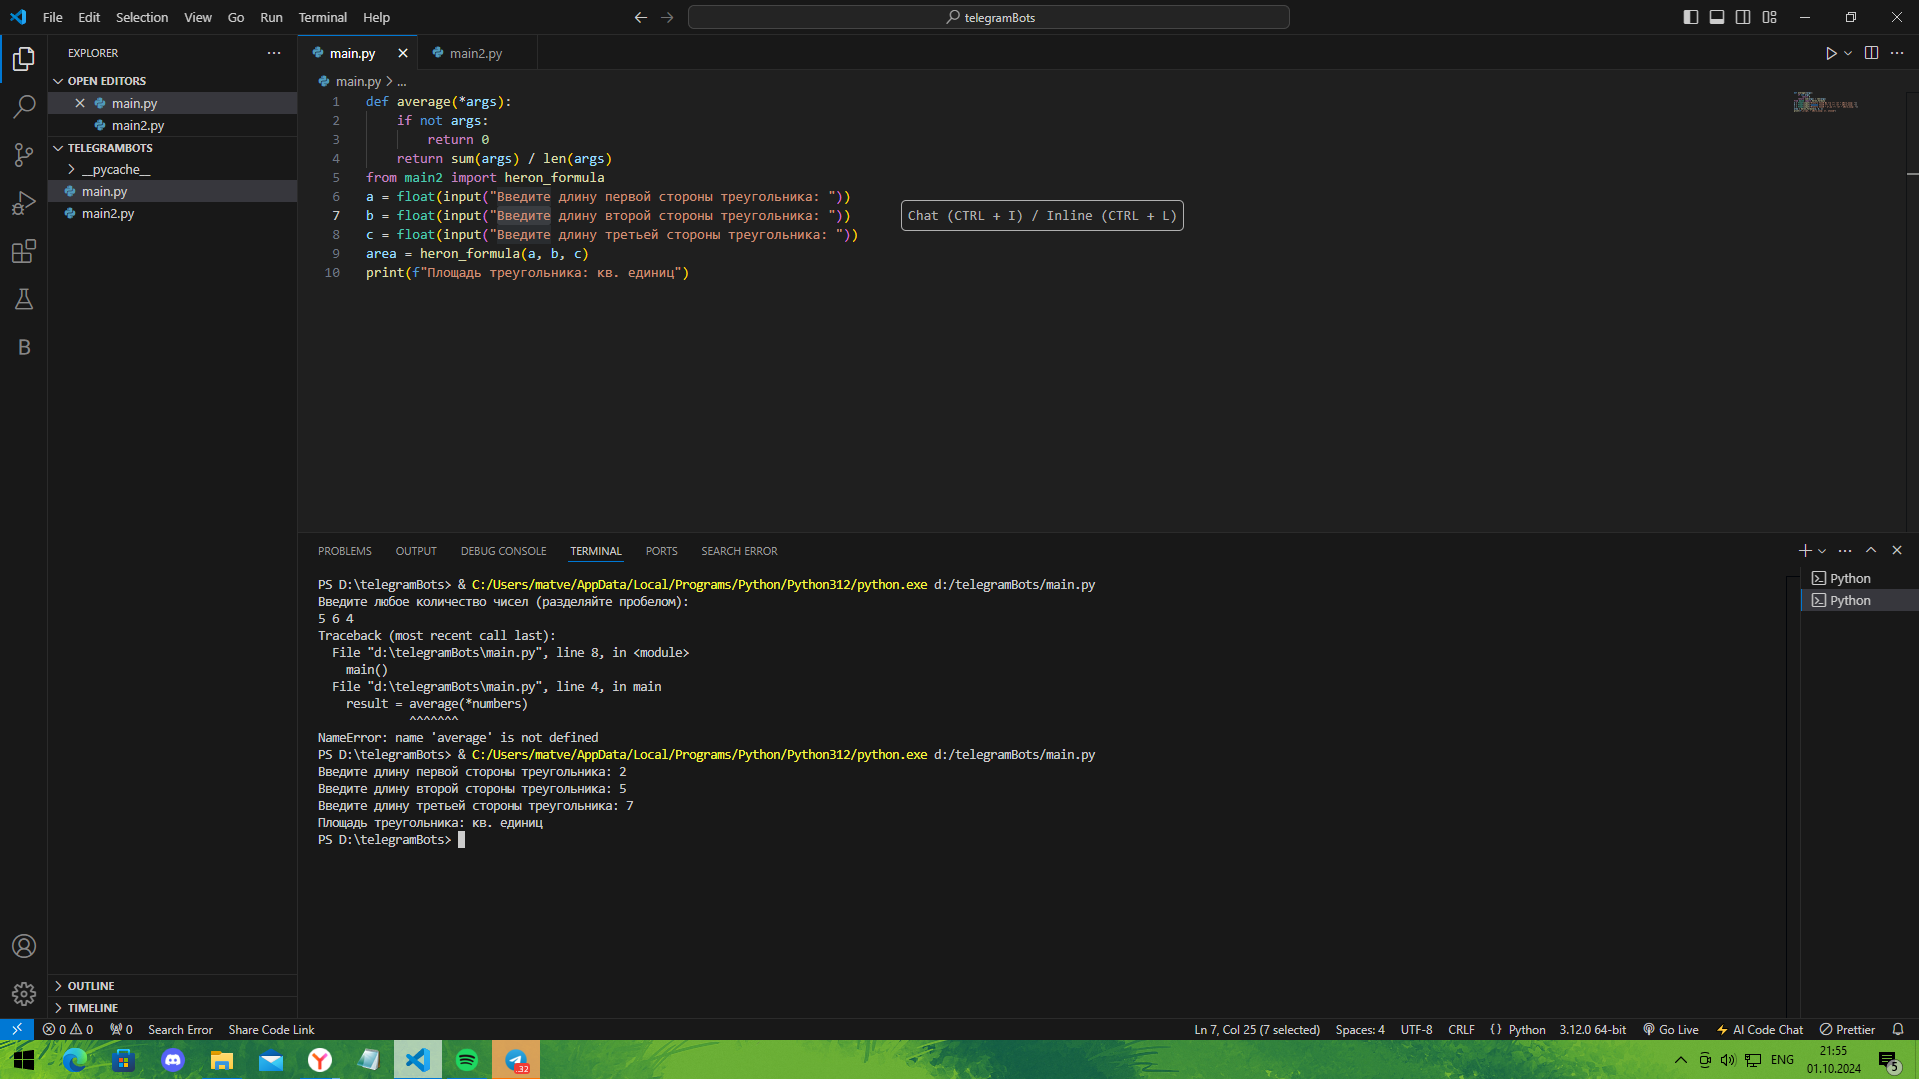 File Edit Selection View Go Run Terminal Help
telegramBots
EXPLORER
OPEN EDITORS
main.py
main2.py
TELEGRAMBOTS
__pycache__
main.py
main2.py
OUTLINE
TIMELINE
main.py main2.py
main.py > ...
1 def average(*args):
2 if not args:
3 return 0
4 return sum(args) / len(args)
5 from main2 import heron_formula
6 a = float(input("Введите длину первой стороны треугольника: "))
7 b = float(input("Введите длину второй стороны треугольника: "))
Chat (CTRL + I) / Inline (CTRL + L)
8 c = float(input("Введите длину третьей стороны треугольника: "))
9 area = heron_formula(a, b, c)
10 print(f"Площадь треугольника: кв. единиц")
PROBLEMS OUTPUT DEBUG CONSOLE TERMINAL PORTS SEARCH ERROR
PS D:\telegramBots> & C:/Users/matve/AppData/Local/Programs/Python/Python312/python.exe d:/telegramBots/main.py
Введите любое количество чисел (разделяйте пробелом):
5 6 4
Traceback (most recent call last):
File "d:\telegramBots\main.py", line 8, in <module>
main()
File "d:\telegramBots\main.py", line 4, in main
result = average(*numbers)
^^^^^^^
NameError: name 'average' is not defined
PS D:\telegramBots> & C:/Users/matve/AppData/Local/Programs/Python/Python312/python.exe d:/telegramBots/main.py
Введите длину первой стороны треугольника: 2
Введите длину второй стороны треугольника: 5
Введите длину третьей стороны треугольника: 7
Площадь треугольника: кв. единиц
PS D:\telegramBots>
Python
Python
0 0 0 Search Error Share Code Link
Ln 7, Col 25 (7 selected) Spaces: 4 UTF-8 CRLF {} Python 3.12.0 64-bit Go Live AI Code Chat Prettier
32
ENG
21:55
01.10.2024
5